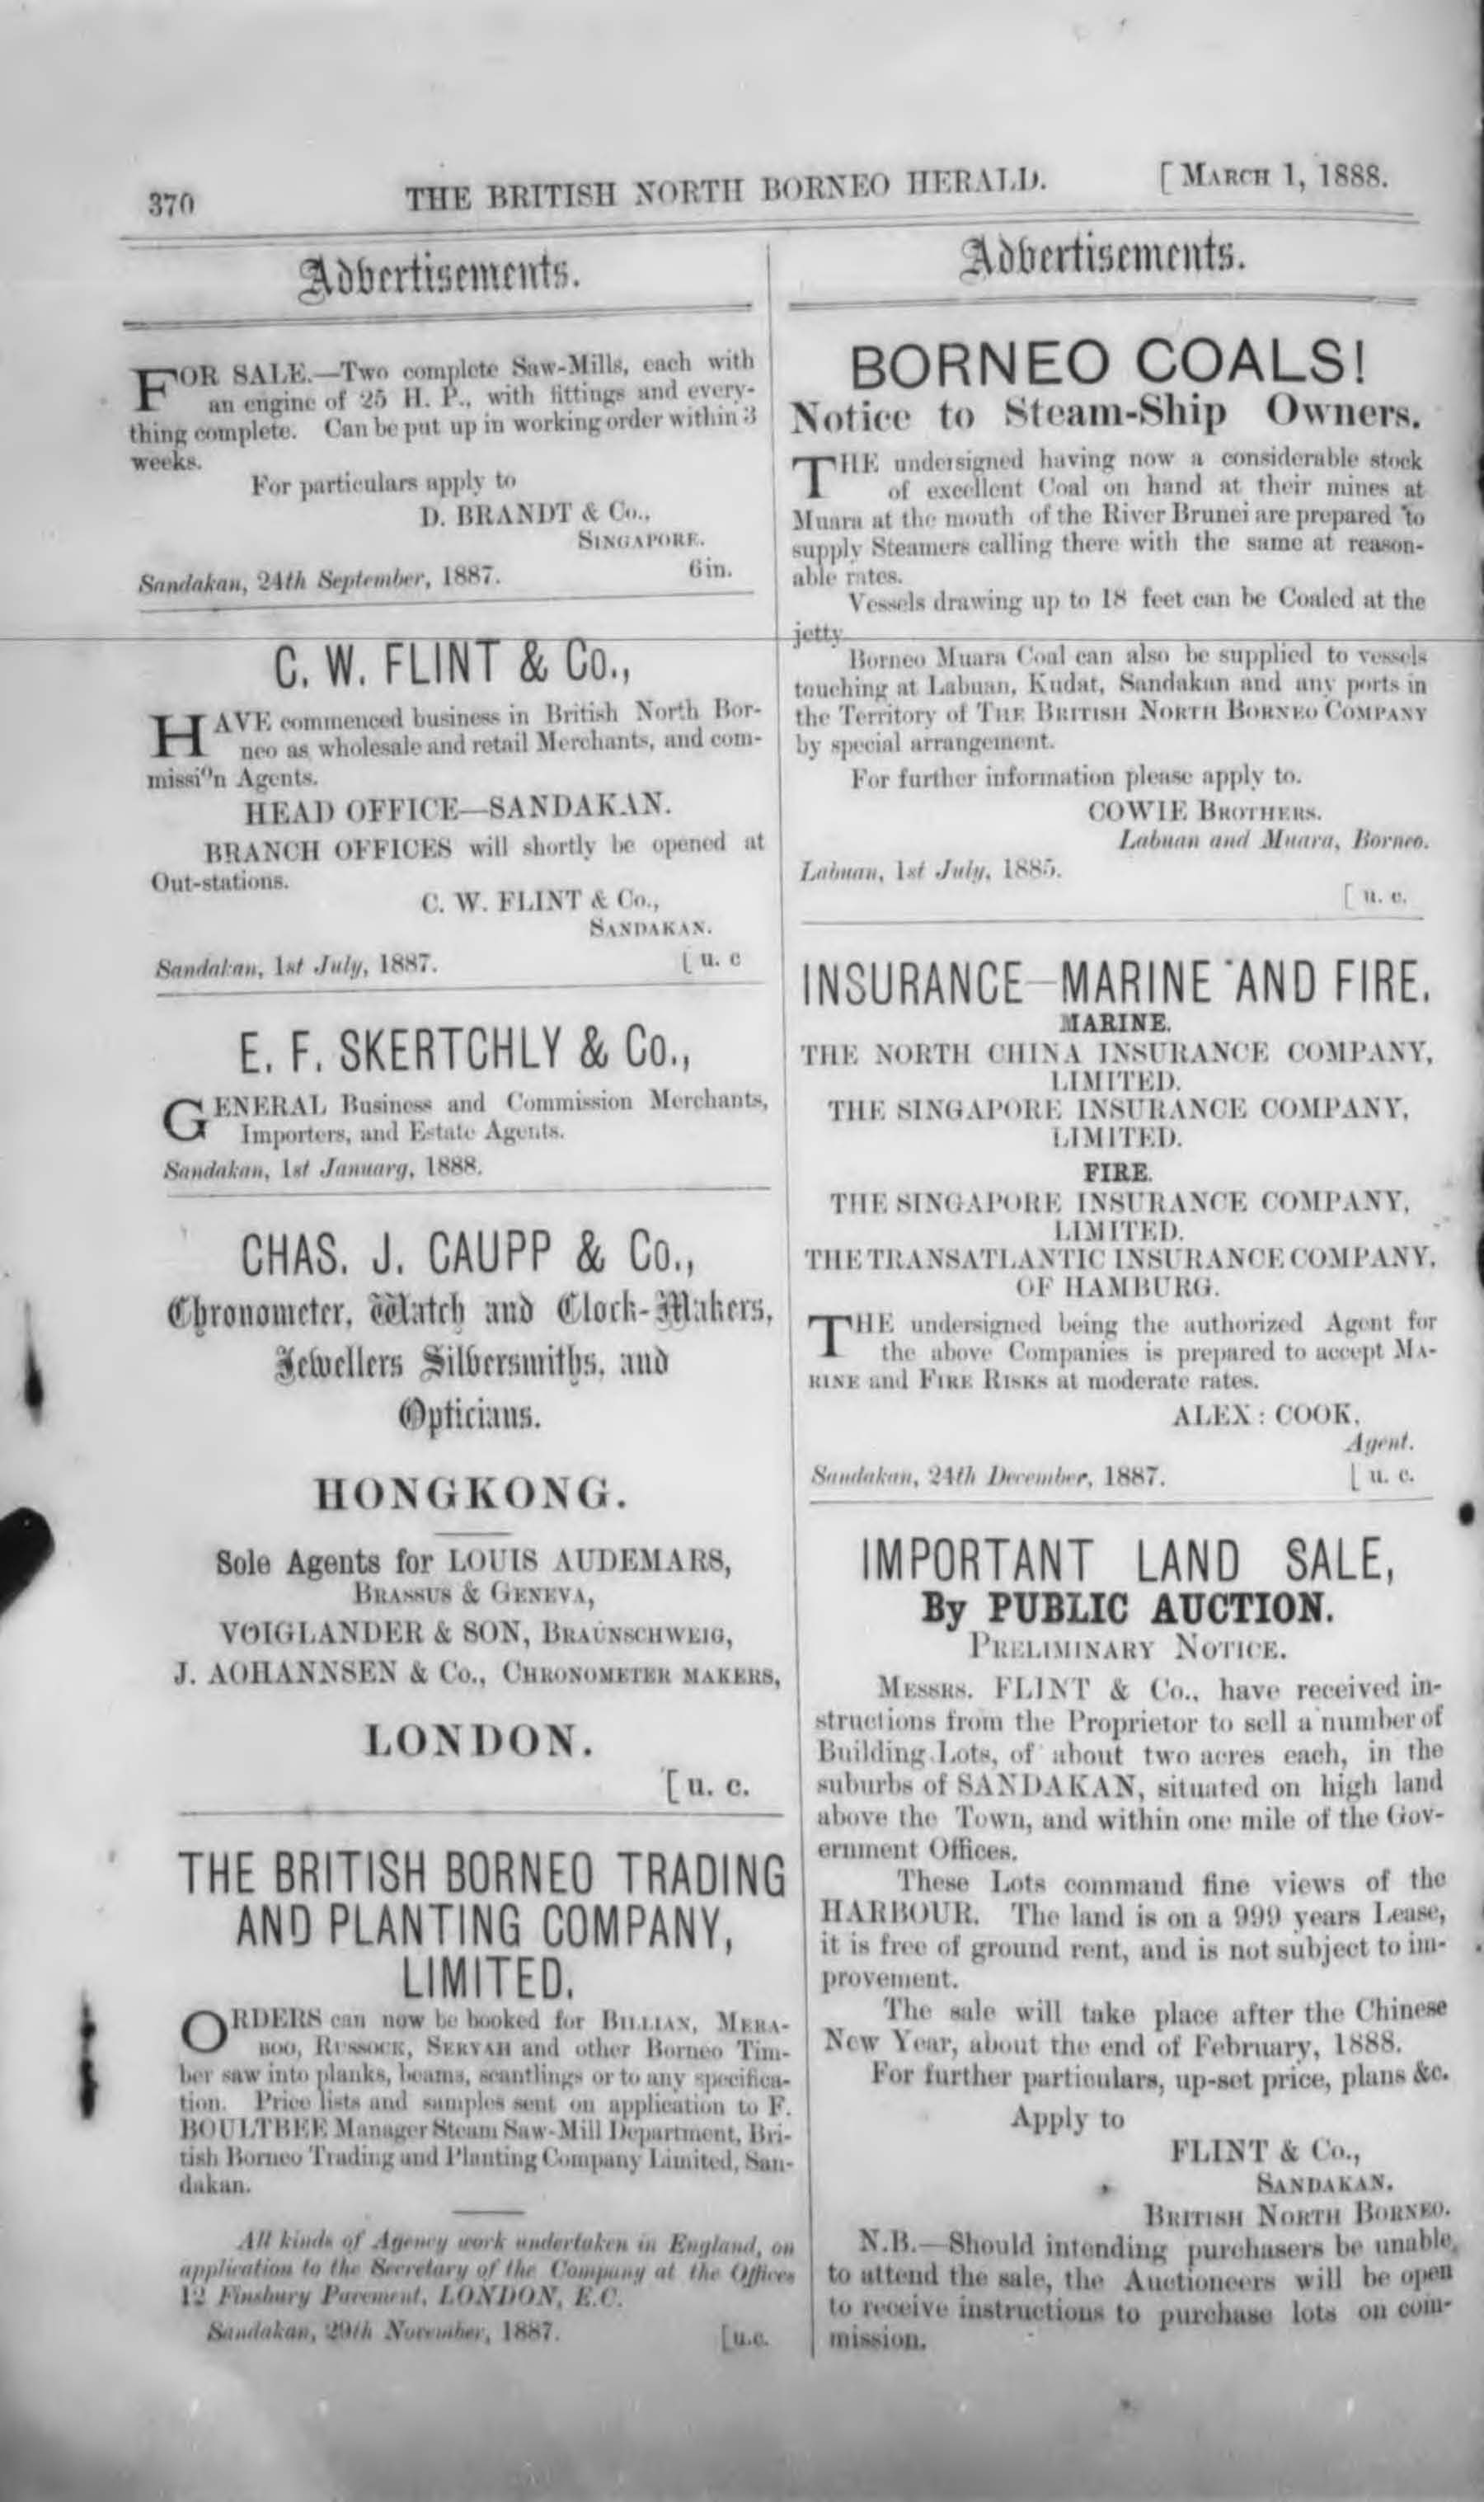 370
THE BRITISH NORTH BORNEO HERALD.
[ MARCH 1, 1888.
Advertisements.
FOR SALE.—Two complete Saw-Mills, each with
an engine of 25 H. P., with fittings and every-
thing complete. Can be put up in working order within 3
weeks.
For particulars apply to
D. BRANDT & Co.,
SINGAPORE.
Sandakan, 24th September, 1887. 6in.
C. W. FLINT & Co.,
HAVE commenced business in British North Bor-
neo as wholesale and retail Merchants, and com-
mission Agents.
HEAD OFFICE—SANDAKAN.
BRANCH OFFICES will shortly be opened at
Out-stations.
C. W. FLINT & Co.,
SANDAKAN.
Sandakan, 1st July, 1887. [ u. c
E. F. SKERTCHLY & Co.,
GENERAL Business and Commission Merchants,
Importers, and Estate Agents.
Sandakan, 1st January, 1888.
CHAS. J. CAUPP & Co.,
Chronometer, Watch and Clock-Makers,
Jewellers Silversmiths, and
Opticians.
HONGKONG.
Sole Agents for LOUIS AUDEMARS,
BRASSUS & GENEVA,
VOIGLANDER & SON, BRAUNSCHWEIG,
J. AOHANNSEN & Co., CHRONOMETER MAKERS,
LONDON.
[ u. c.
THE BRITISH BORNEO TRADING
AND PLANTING COMPANY,
LIMITED.
ORDERS can now be booked for BILLIAN, MERA-
BOO, RUSSOCK, SERYAH and other Borneo Tim-
ber saw into planks, beams, scantlings or to any specifica-
tion. Price lists and samples sent on application to F.
BOULTBEE Manager Steam Saw-Mill Department, Bri-
tish Borneo Trading and Planting Company Limited, San-
dakan.
All kinds of Agency work undertaken in England, on
application to the Secretary of the Company at the Offices
12 Finsbury Pavement, LONDON, E.C.
Sandakan, 29th November, 1887. [u.c.
Advertisements.
BORNEO COALS!
Notice to Steam-Ship Owners.
THE undersigned having now a considerable stock
of excellent Coal on hand at their mines at
Muara at the mouth of the River Brunei are prepared to
supply Steamers calling there with the same at reason-
able rates.
Vessels drawing up to 18 feet can be Coaled at the
jetty
Borneo Muara Coal can also be supplied to vessels
touching at Labuan, Kudat, Sandakan and any ports in
the Territory of THE BRITISH NORTH BORNEO COMPANY
by special arrangement.
For further information please apply to.
COWIE BROTHERS.
Labuan and Muara, Borneo.
Labuan, 1st July, 1885.
[ u. c.
INSURANCE—MARINE AND FIRE.
MARINE.
THE NORTH CHINA INSURANCE COMPANY,
LIMITED.
THE SINGAPORE INSURANCE COMPANY,
LIMITED.
FIRE.
THE SINGAPORE INSURANCE COMPANY,
LIMITED.
THE TRANSATLANTIC INSURANCE COMPANY,
OF HAMBURG.
THE undersigned being the authorized Agent for
the above Companies is prepared to accept MA-
RINE and FIRE RISKS at moderate rates.
ALEX : COOK,
Agent.
Sandakan, 24th December, 1887. [ u. c.
IMPORTANT LAND SALE,
By PUBLIC AUCTION.
PRELIMINARY NOTICE.
MESSRS. FLINT & Co., have received in-
structions from the Proprietor to sell a number of
Building Lots, of about two acres each, in the
suburbs of SANDAKAN, situated on high land
above the Town, and within one mile of the Gov-
ernment Offices.
These Lots command fine views of the
HARBOUR. The land is on a 999 years Lease,
it is free of ground rent, and is not subject to im-
provement.
The sale will take place after the Chinese
New Year, about the end of February, 1888.
For further particulars, up-set price, plans &c.
Apply to
FLINT & Co.,
SANDAKAN.
BRITISH NORTH BORNEO.
N.B.—Should intending purchasers be unable
to attend the sale, the Auctioneers will be open
to receive instructions to purchase lots on com-
mission.